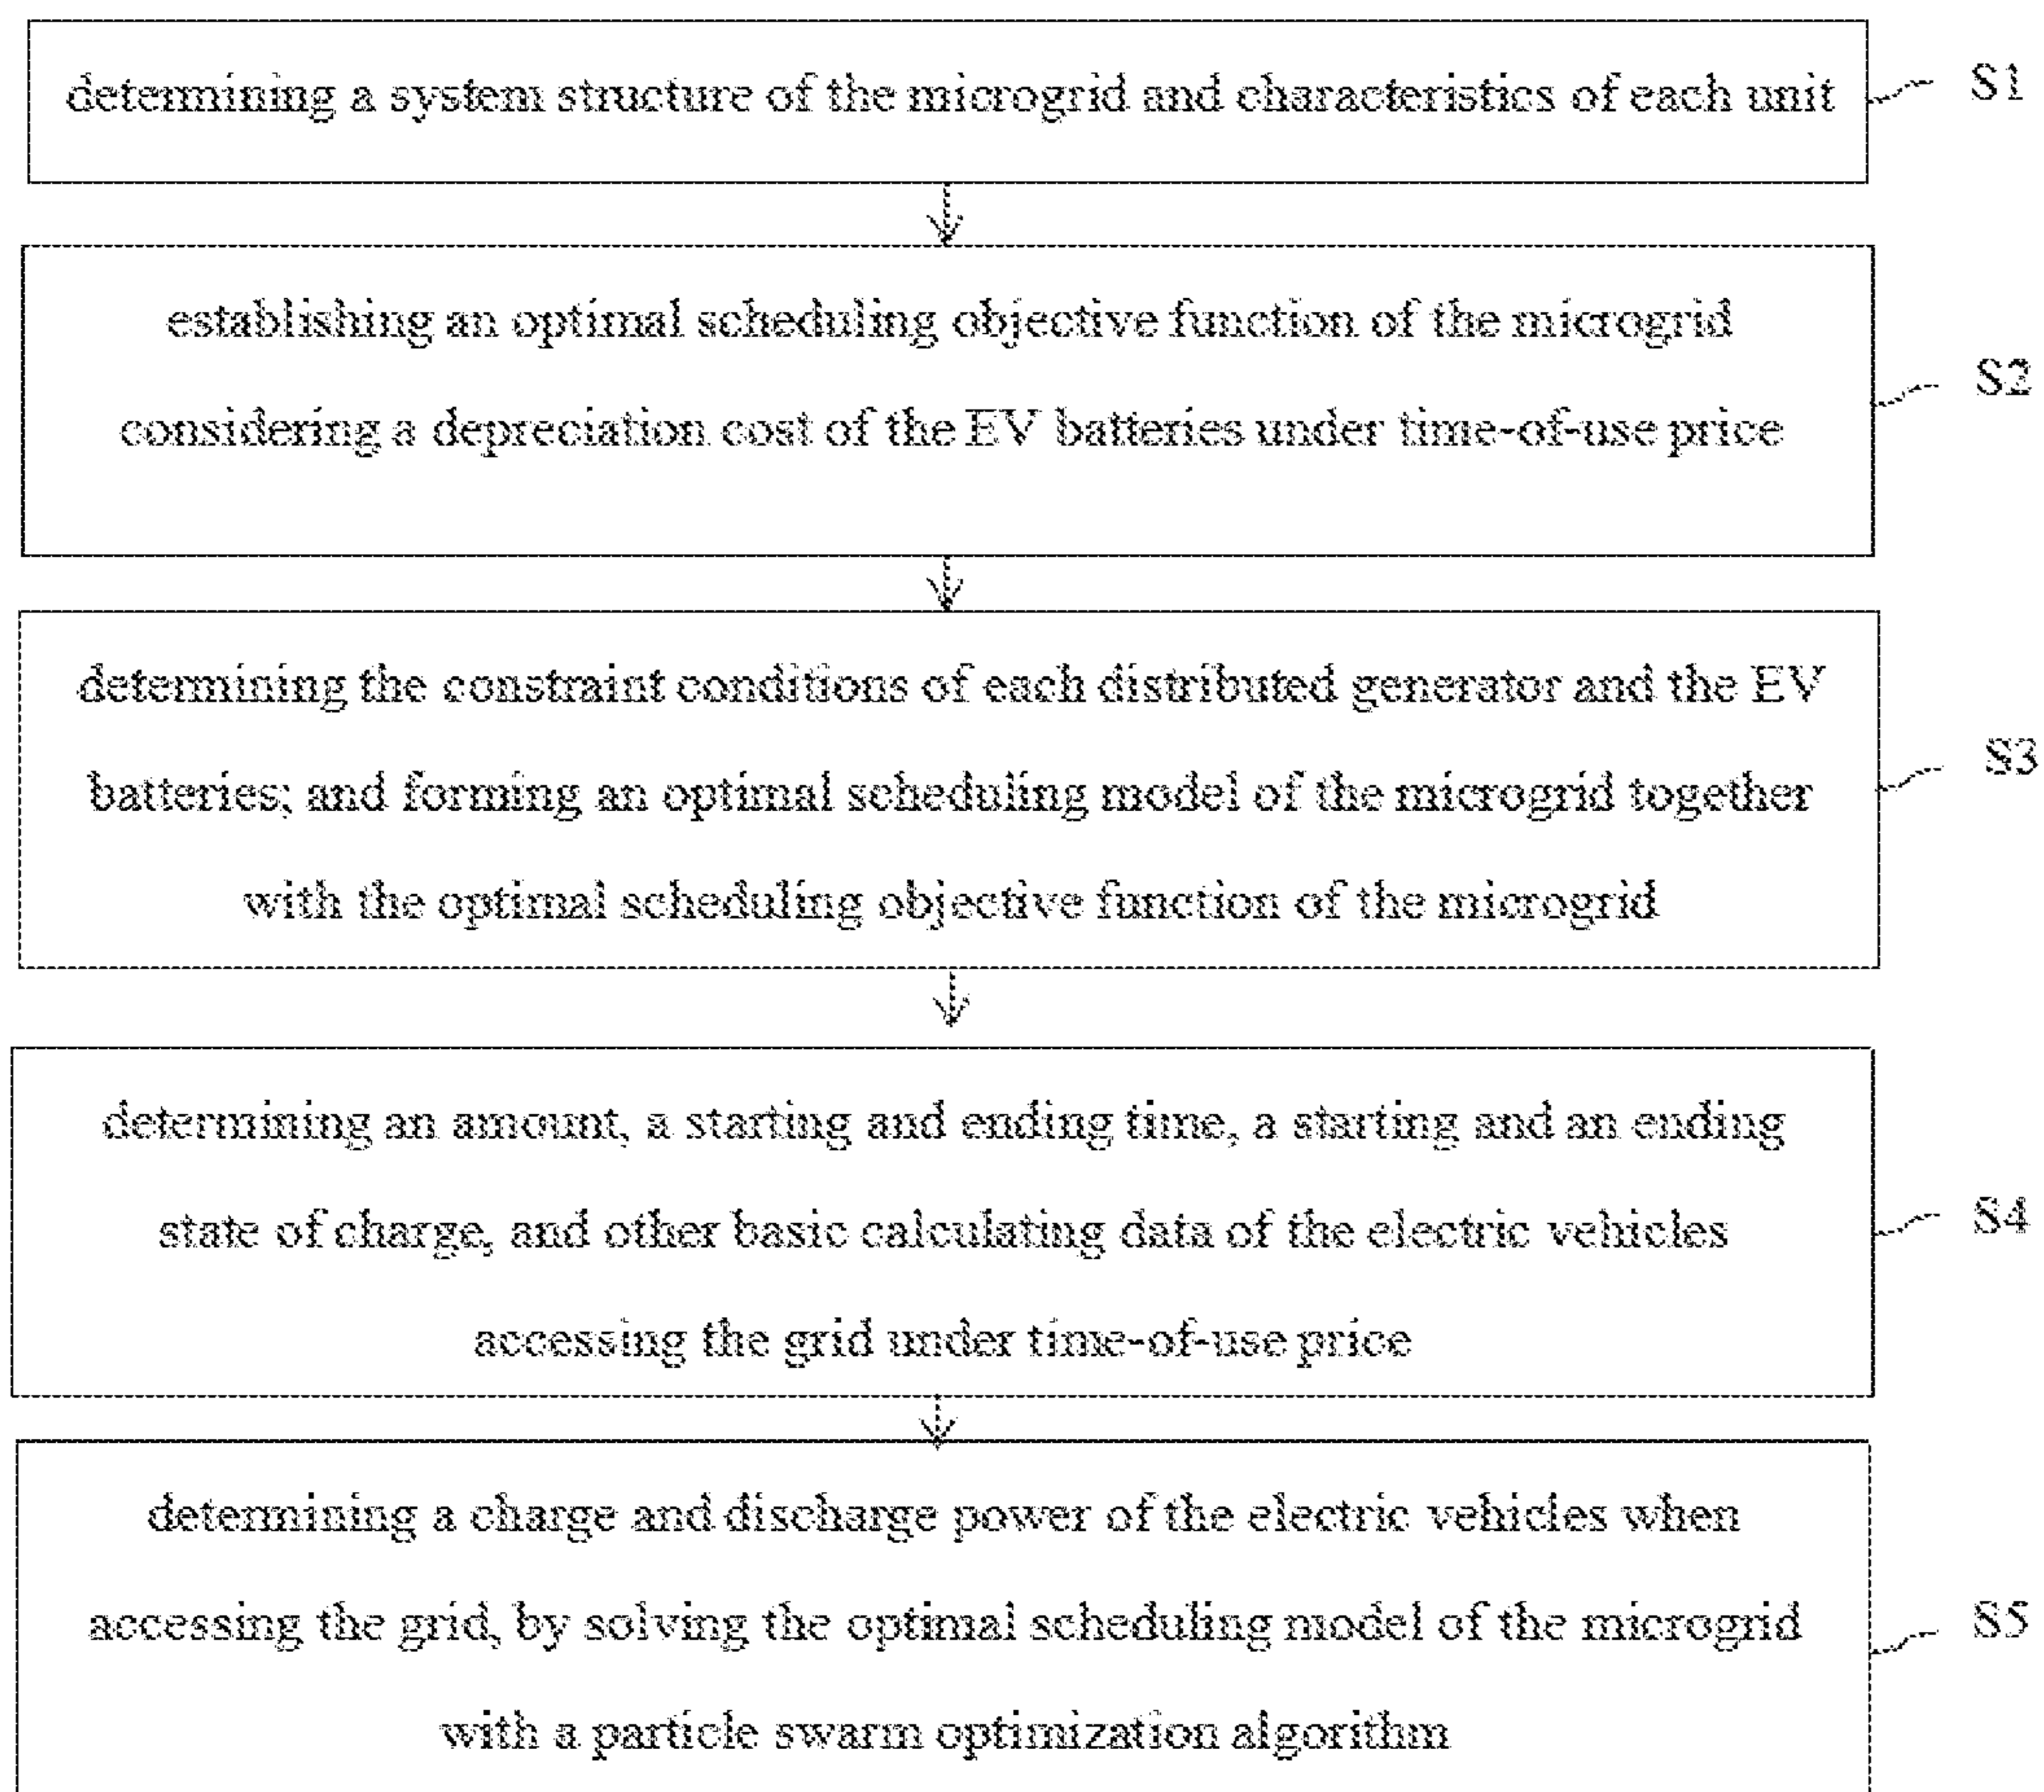 determining a system structure of the microgrid and characteristics of each unit
S1
establishing an optimal scheduling objective function of the microgrid
considering a depreciation cost of the EV batteries under time-of-use price
S2
determining the constraint conditions of each distributed generator and the EV
batteries; and forming an optimal scheduling model of the microgrid together
with the optimal scheduling objective function of the microgrid
S3
determining an amount, a starting and ending time, a starting and an ending
state of charge, and other basic calculating data of the electric vehicles
accessing the grid under time-of-use price
S4
determining a charge and discharge power of the electric vehicles when
accessing the grid, by solving the optimal scheduling model of the microgrid
with a particle swarm optimization algorithm
S5